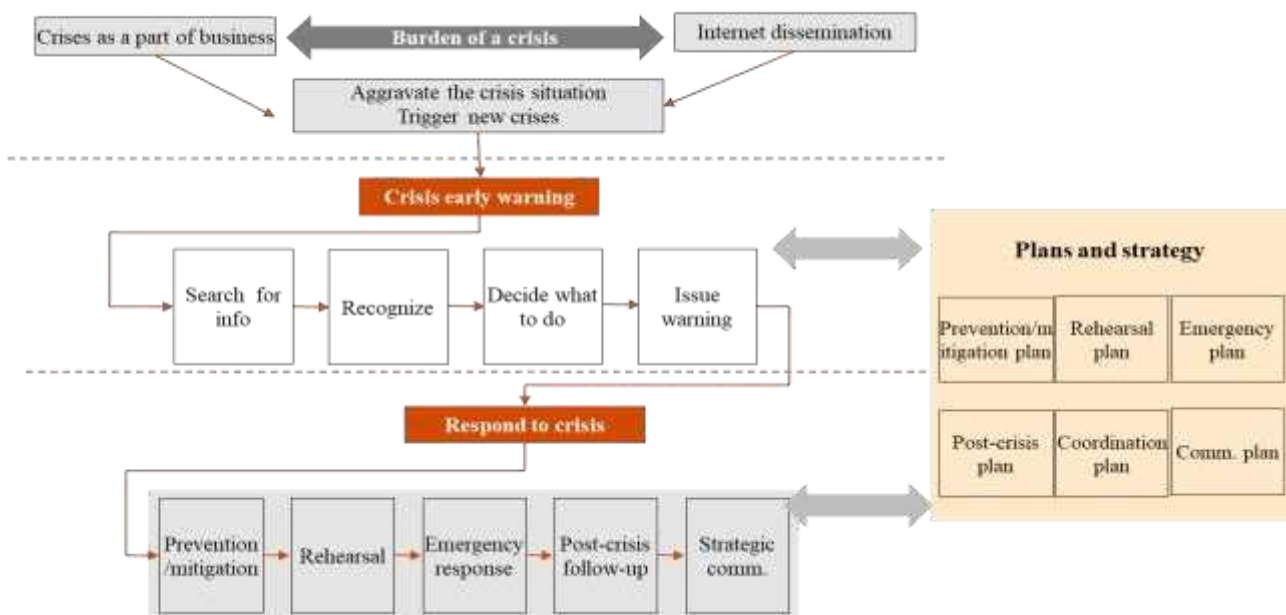 Crises as a part of business
Burden of a crisis
Internet dissemination
Aggravate the crisis situation
Trigger new crises
Crisis early warning
Search for
info
Recognize
Decide what
to do
Issue
warning
Plans and strategy
Prevention/m
itigation plan
Rehearsal
plan
Emergency
plan
Post-crisis
plan
Coordination
plan
Comm. plan
Respond to crisis
Prevention
/mitigation
Rehearsal
Emergency
response
Post-crisis
follow-up
Strategic
comm.